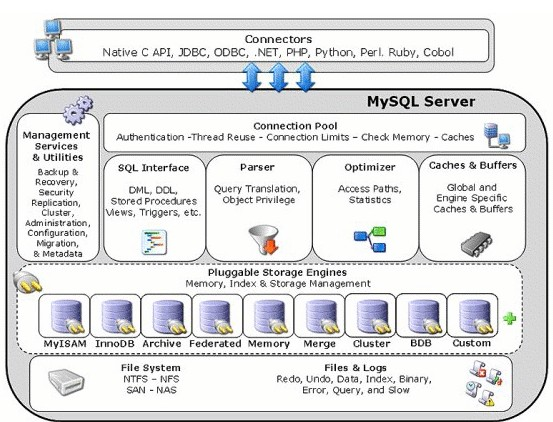 Connectors
Native C API, JDBC, ODBC, .NET, PHP, Python, Perl. Ruby, Cobol
MySQL Server
Management
Services
& Utilities
Backup &
Recovery,
Security
Replication,
Cluster,
Administration,
Configuration,
Migration,
& Metadata
Connection Pool
Authentication -Thread Reuse - Connection Limits - Check Memory - Caches
SQL Interface
DML, DDL,
Stored Procedures
Views, Triggers, etc.
Parser
Query Translation,
Object Privilege
Optimizer
Access Paths,
Statistics
Caches & Buffers
Global and
Engine Specific
Caches & Buffers
Pluggable Storage Engines
Memory, Index & Storage Management
MyISAM InnoDB Archive Federated Memory Merge Cluster BDB Custom
File System
NTFS - NFS
SAN - NAS
Files & Logs
Redo, Undo, Data, Index, Binary,
Error, Query, and Slow